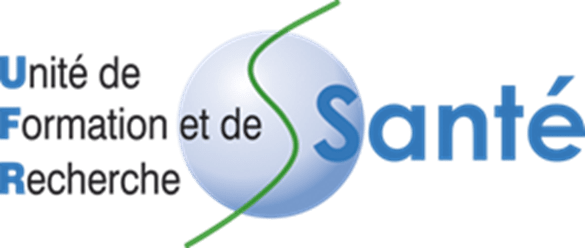 Unité de
Formation et de
Recherche
Santé